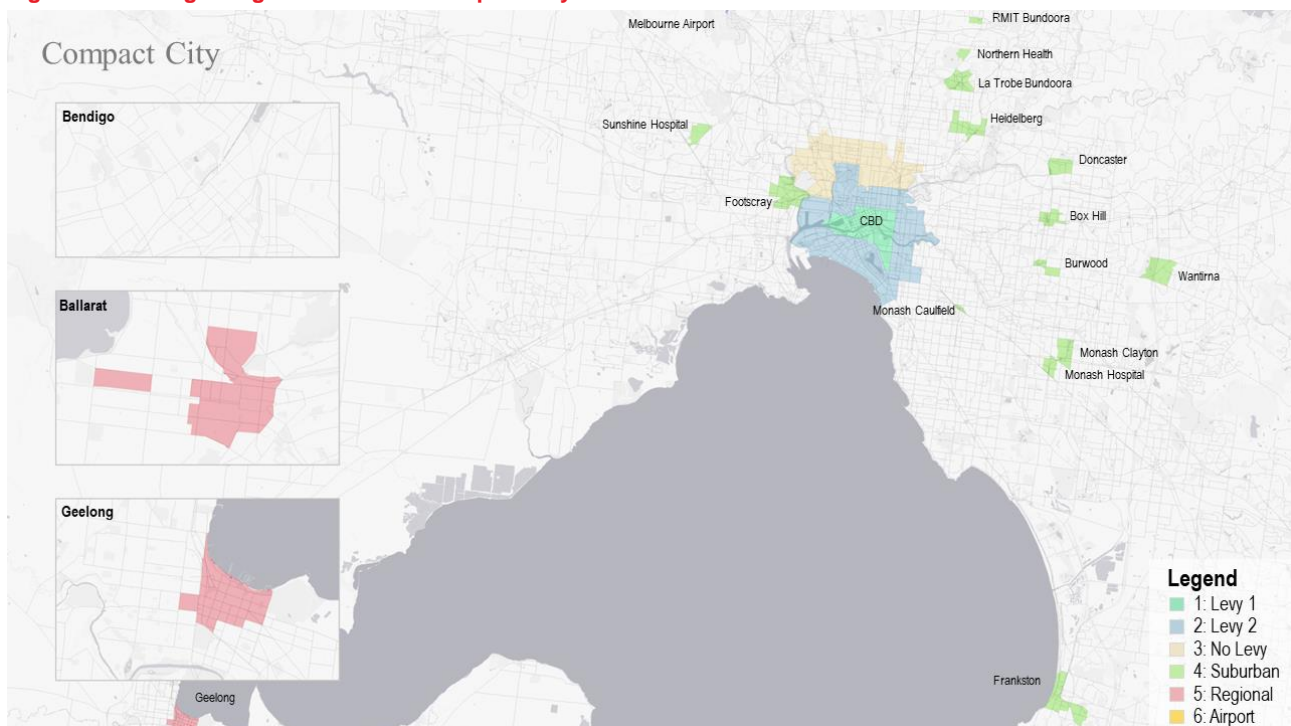 Melbourne Airport
RMIT Bundoora
Compact City
Northern Health
La Trobe Bundoora
Bendigo
Sunshine Hospital
Heidelberg
Doncaster
Footscray
CBD
Box Hill
Burwood
Wantirna
Ballarat
Monash Caulfield
Monash Clayton
Monash Hospital
Geelong
Legend
1: Levy 1
2: Levy 2
3: No Levy
Frankston
4: Suburban
Geelong
5: Regional
6: Airport